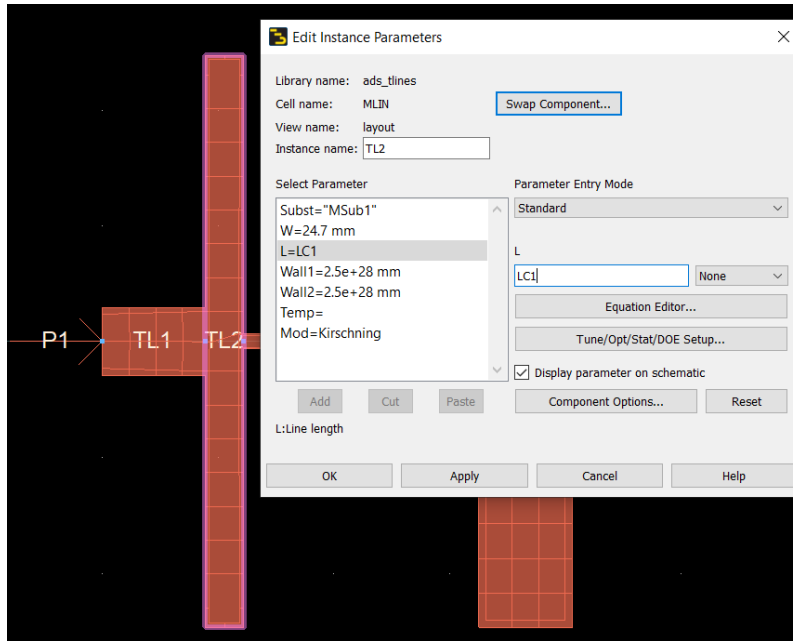 Edit Instance Parameters
Library name: ads_tlines
Cell name: MLIN
Swap Component...
View name: layout
Instance name: TL2
Select Parameter
Parameter Entry Mode
Subst="MSub1"
W=24.7 mm
L=LC1
Wall1=2.5e+28 mm
Wall2=2.5e+28 mm
Temp=
Mod=Kirschning
Standard
L
LC1
None
Equation Editor...
Tune/Opt/Stat/DOE Setup...
Display parameter on schematic
Add Cut Paste
Component Options... Reset
L:Line length
OK Apply Cancel Help
P1 TL1 TL2